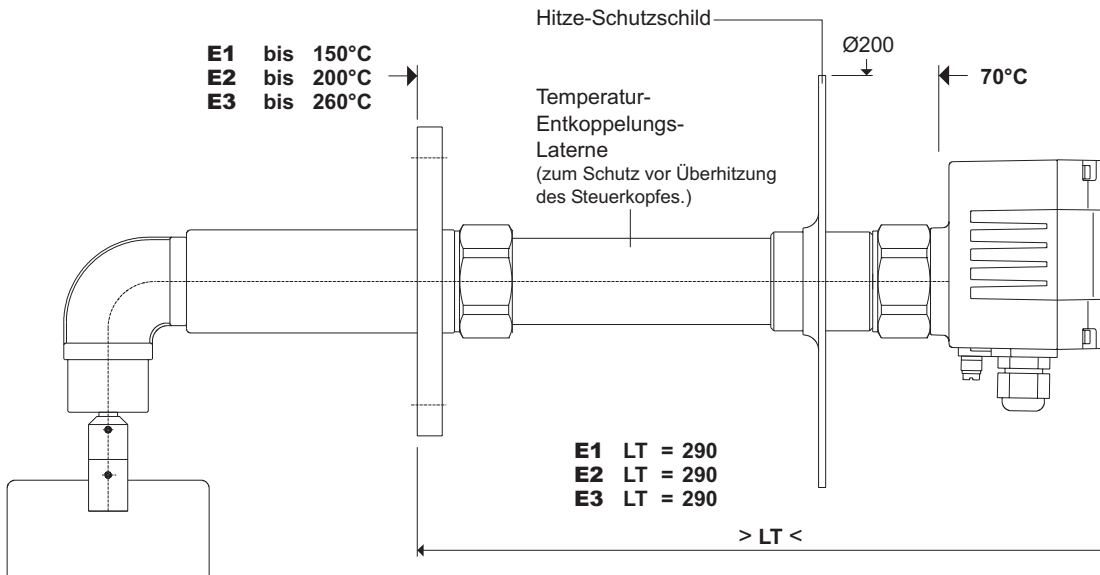 Hitze-Schutzschild
Ø200
E1 bis 150°C
E2 bis 200°C
E3 bis 260°C
70°C
Temperatur-
Entkoppelungs-
Laterne
(zum Schutz vor Überhitzung
des Steuerkopfes.)
E1 LT = 290
E2 LT = 290
E3 LT = 290
> LT <